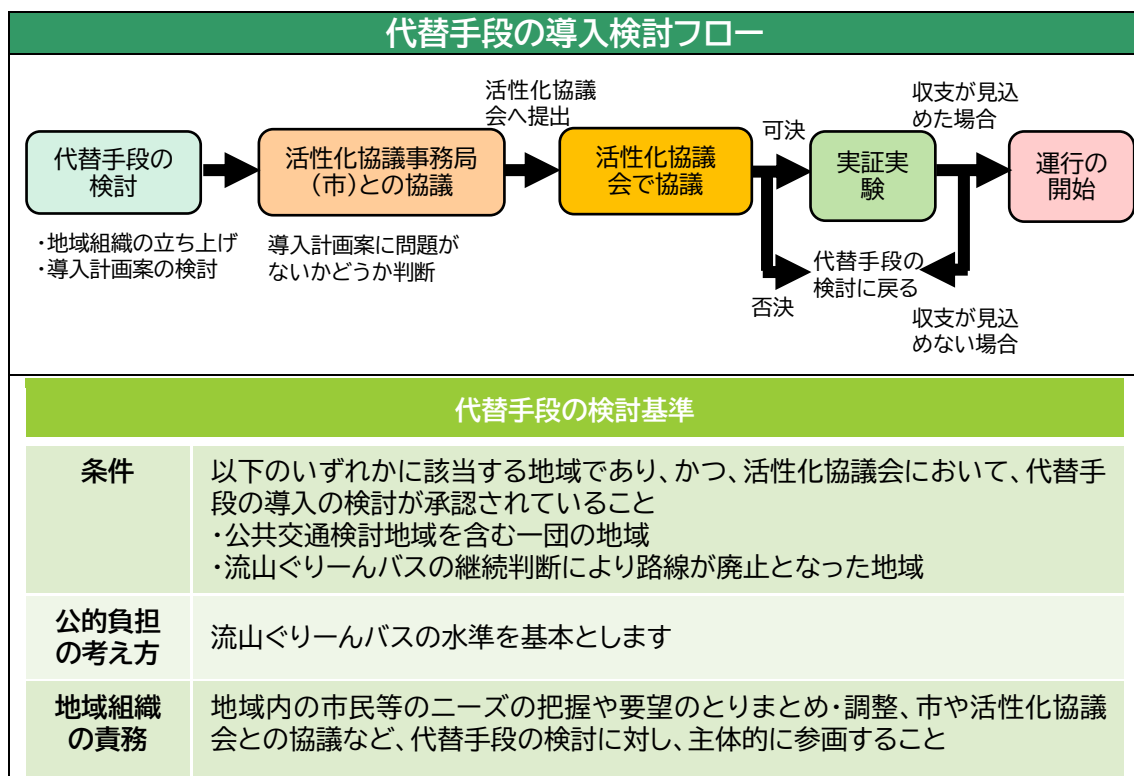 代替手段の導入検討フロー
代替手段の
検討
・地域組織の立ち上げ
・導入計画案の検討
活性化協議事務局
(市)との協議
導入計画案に問題が
ないかどうか判断
活性化協議
会へ提出
活性化協議
会で協議
可決
否決
実証実
験
代替手段の
検討に戻る
収支が見込
めた場合
収支が見込
めない場合
運行の
開始
代替手段の検討基準
条件
以下のいずれかに該当する地域であり、かつ、活性化協議会において、代替手
段の導入の検討が承認されていること
・公共交通検討地域を含む一団の地域
・流山ぐりーんバスの継続判断により路線が廃止となった地域
公的負担
の考え方
流山ぐりーんバスの水準を基本とします
地域組織
の責務
地域内の市民等のニーズの把握や要望のとりまとめ・調整、市や活性化協議
会との協議など、代替手段の検討に対し、主体的に参画すること